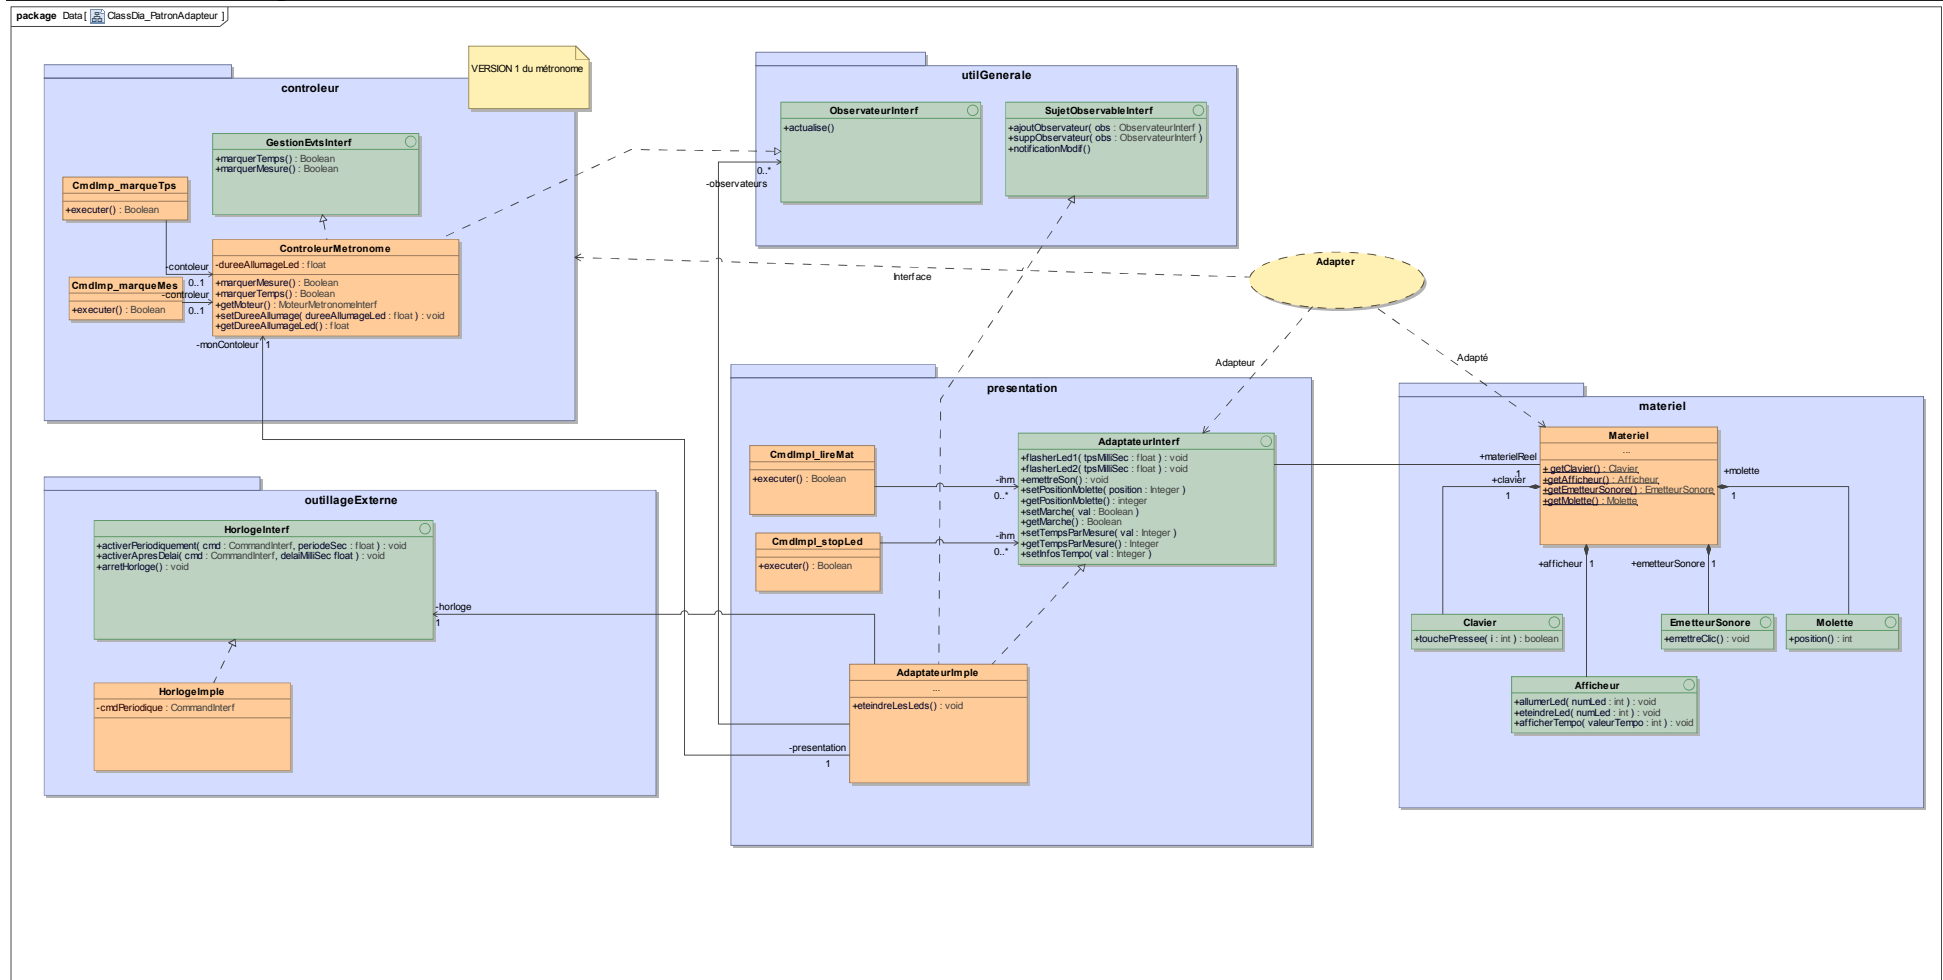 package Data[ ClassDia_PatronAdapteur ]
VERSION 1 du métronome
controleur
GestionEvtsInterf
+marquerTemps() : Boolean
+marquerMesure() : Boolean
CmdImp_marqueTps
+executer() : Boolean
ControleurMetronome
-dureeAllumageLed : float
+marquerMesure() : Boolean
+marquerTemps() : Boolean
+getMoteur() : MoteurMetronomeInterf
+setDureeAllumage( dureeAllumageLed : float ) : void
+getDureeAllumageLed() : float
-contoleur
0..1
CmdImp_marqueMes
+executer() : Boolean
-controleur
0..1
-monContoleur 1
utilGenerale
ObservateurInterf
+actualise()
SujetObservableInterf
+ajoutObservateur( obs : ObservateurInterf )
+suppObservateur( obs : ObservateurInterf )
+notificationModif()
0..*
-observateurs
Interface
Adapter
Adapteur
Adapté
outillageExterne
HorlogeInterf
+activerPeriodiquement( cmd : CommandInterf, periodeSec : float ) : void
+activerApresDelai( cmd : CommandInterf, delaiMilliSec float ) : void
+arretHorloge() : void
-horloge
1
HorlogeImple
-cmdPeriodique : CommandInterf
presentation
CmdImpl_lireMat
+executer() : Boolean
-ihm
0..*
CmdImpl_stopLed
+executer() : Boolean
-ihm
0..*
AdaptateurInterf
+flasherLed1( tpsMilliSec : float ) : void
+flasherLed2( tpsMilliSec : float ) : void
+emettreSon() : void
+setPositionMolette( position : Integer )
+getPositionMolette() : integer
+setMarche( val : Boolean )
+getMarche() : Boolean
+setTempsParMesure( val : Integer )
+getTempsParMesure() : Integer
+setInfosTempo( val : Integer )
AdaptateurImple
...
+eteindreLesLeds() : void
-presentation
1
materiel
Materiel
...
+ getClavier() : Clavier
+getAfficheur() : Afficheur
+getEmetteurSonore() : EmetteurSonore
+getMolette() : Molette
+materielReel
1
+clavier
1
+molette
1
+afficheur 1
+emetteurSonore 1
Clavier
+touchePressee( i : int ) : boolean
EmetteurSonore
+emettreClic() : void
Molette
+position() : int
Afficheur
+allumerLed( numLed : int ) : void
+eteindreLed( numLed : int ) : void
+afficherTempo( valeurTempo : int ) : void